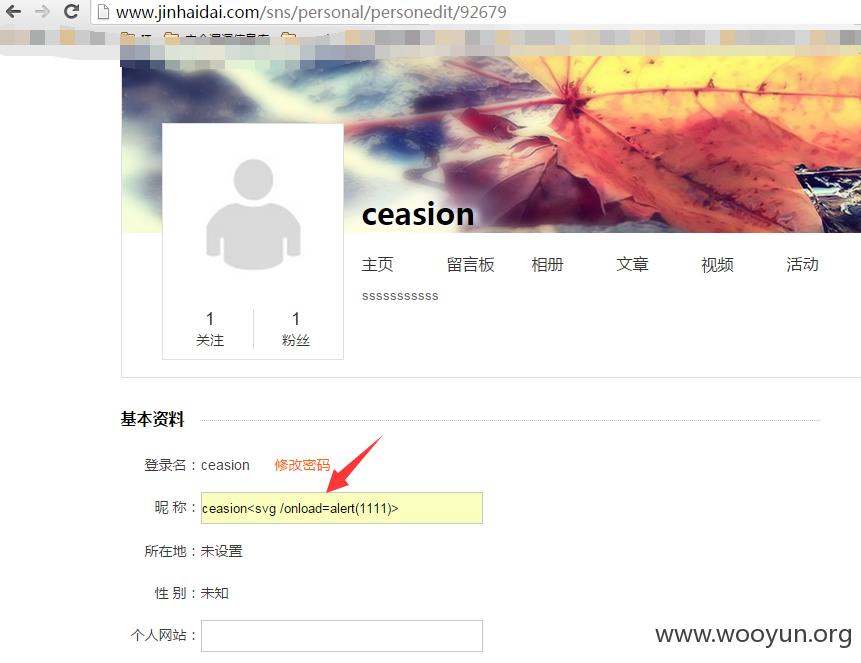 www.jinhaidai.com/sns/personal/personedit/92679
ceasion
主页 留言板 相册 文章 视频 活动
sssssssssss
1 1
关注 粉丝
基本资料
登录名：ceasion 修改密码
昵 称：ceasion<svg /onload=alert(1111)>
所在地：未设置
性 别：未知
个人网站：
www.wooyun.org